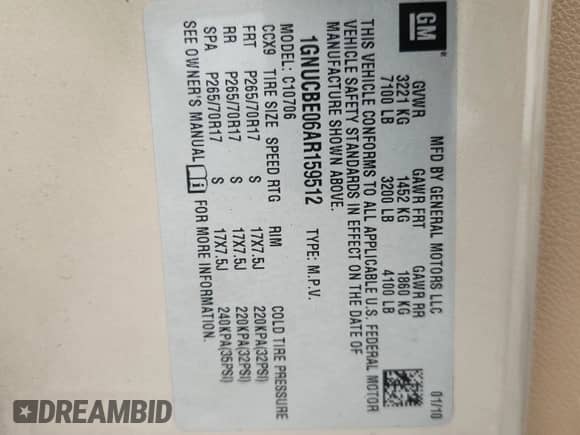 GM
MFD BY GENERAL MOTORS LLC 01/10
GVWR GAWR FRT GAWR RR
3221 KG 1452 KG 1860 KG
7100 LB 3200 LB 4100 LB
THIS VEHICLE CONFORMS TO ALL APPLICABLE U.S. FEDERAL MOTOR
VEHICLE SAFETY STANDARDS IN EFFECT ON THE DATE OF
MANUFACTURE SHOWN ABOVE.
1GNUCBE06AR159512 TYPE: M.P.V.
MODEL: C10706
CCX9 TIRE SIZE SPEED RTG RIM COLD TIRE PRESSURE
FRT P265/70R17 S 17X7.5J 220KPA(32PSI)
RR P265/70R17 S 17X7.5J 220KPA(32PSI)
SPA P265/70R17 S 17X7.5J 240KPA(35PSI)
SEE OWNER'S MANUAL FOR MORE INFORMATION.
DREAMBID